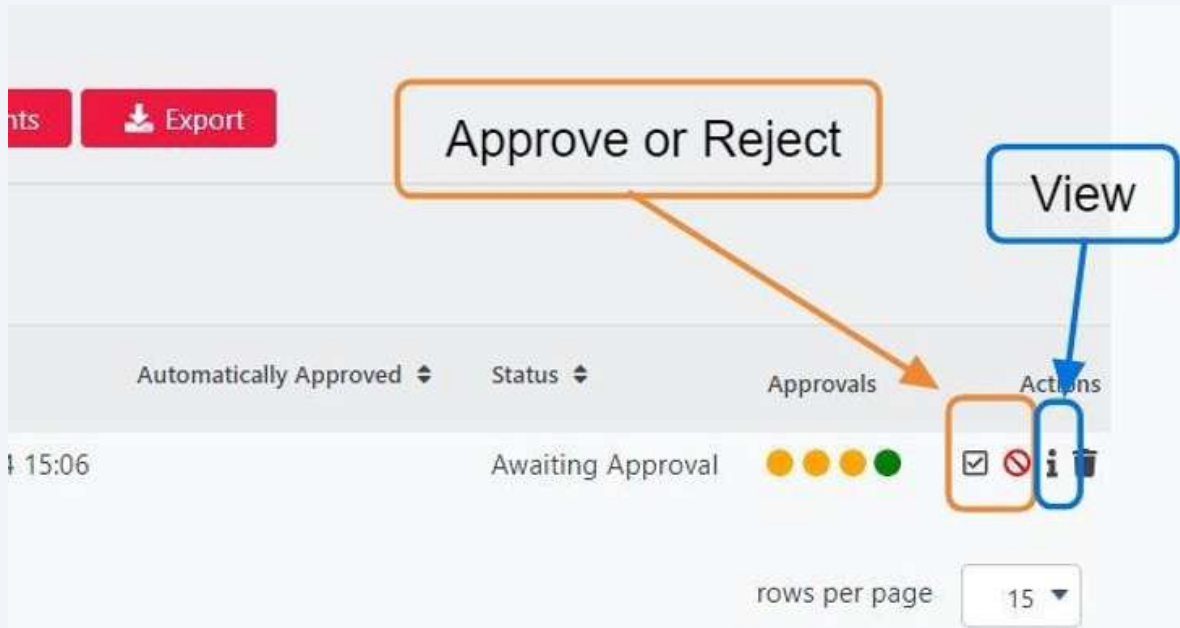 nts Export
Approve or Reject
View
Automatically Approved Status Approvals Actions
4 15:06 Awaiting Approval
rows per page 15